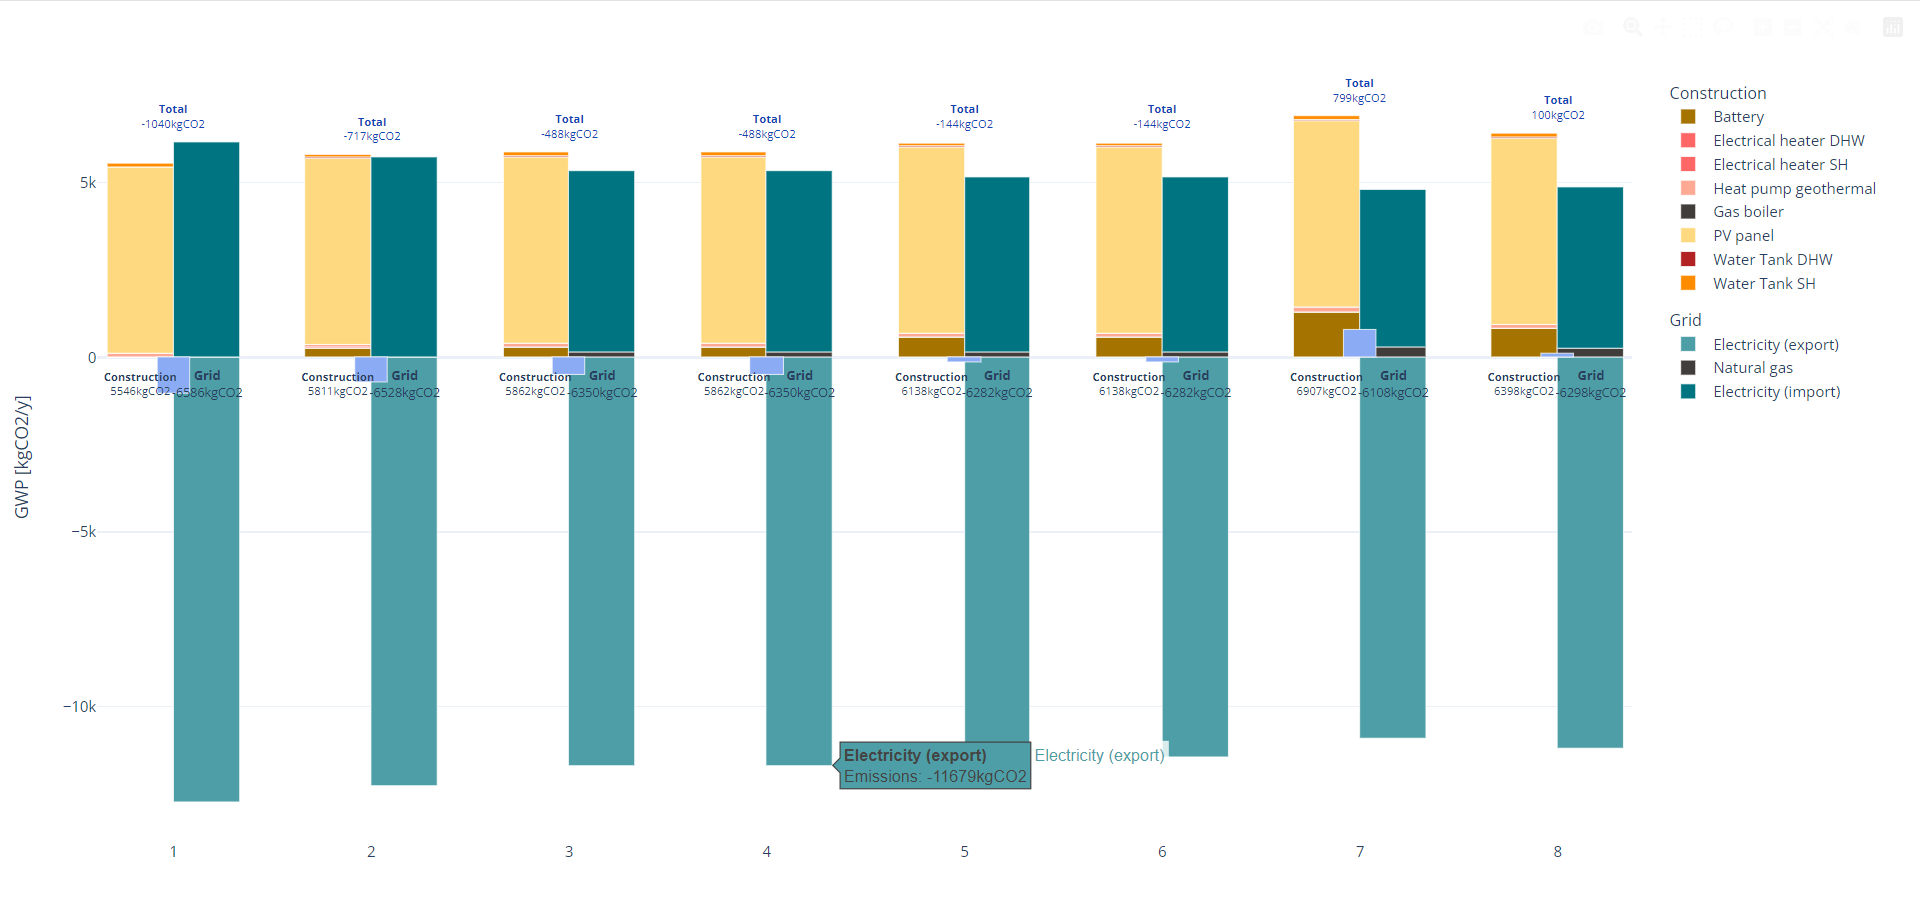 Total
-1040kgCO2
Total
-717kgCO2
Total
-488kgCO2
Total
-488kgCO2
Total
-144kgCO2
Total
-144kgCO2
Total
799kgCO2
Total
100kgCO2
Construction
Battery
Electrical heater DHW
Electrical heater SH
Heat pump geothermal
Gas boiler
PV panel
Water Tank DHW
Water Tank SH
Grid
Electricity (export)
Natural gas
Electricity (import)
GWP [kgCO2/y]
5k
0
−5k
−10k
Construction
5546kgCO2
Grid
-6586kgCO2
Construction
5811kgCO2
Grid
-6528kgCO2
Construction
5862kgCO2
Grid
-6350kgCO2
Construction
5862kgCO2
Grid
-6350kgCO2
Construction
6138kgCO2
Grid
-6282kgCO2
Construction
6138kgCO2
Grid
-6282kgCO2
Construction
6907kgCO2
Grid
-6108kgCO2
Construction
6398kgCO2
Grid
-6298kgCO2
Electricity (export)
Emissions: -11679kgCO2
Electricity (export)
1 2 3 4 5 6 7 8